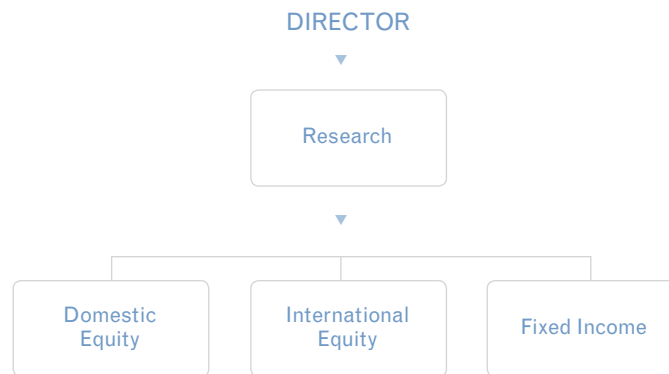 DIRECTOR
Research
Domestic
Equity
International
Equity
Fixed Income